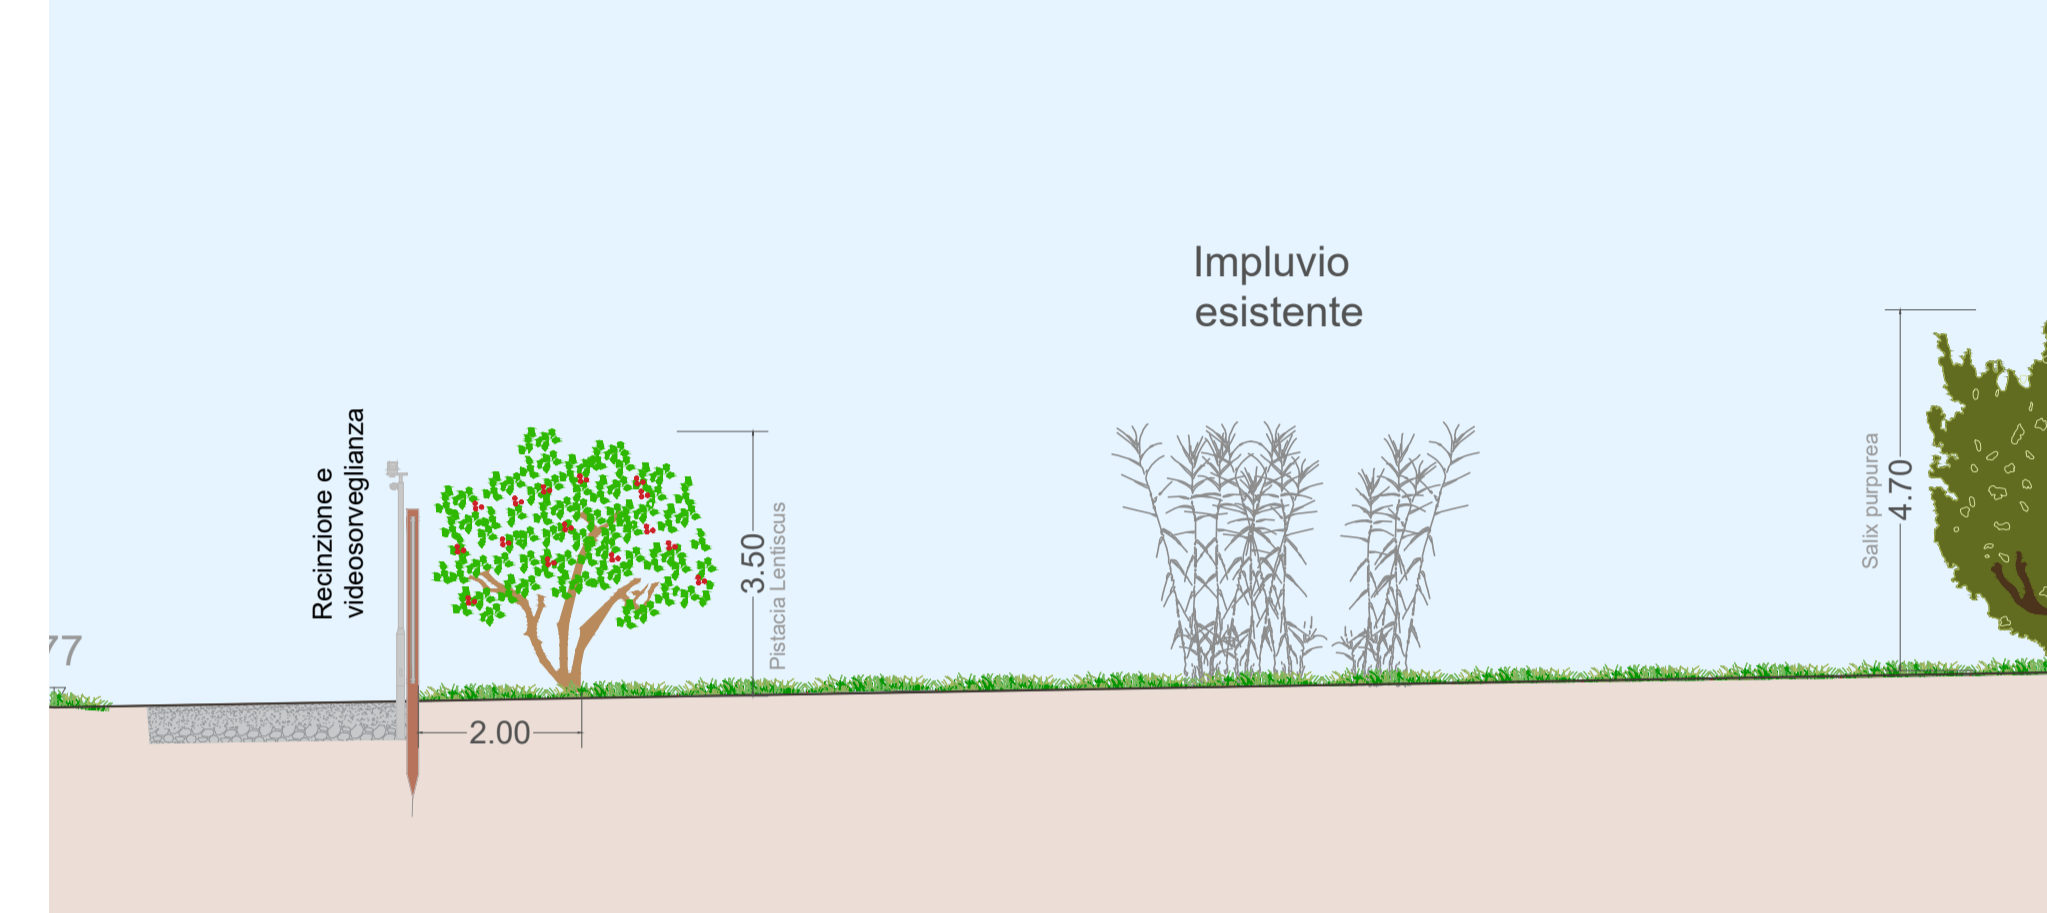 Impluvio
esistente
Recinzione e
videosorveglianza
3.50
Pistacia Lentiscus
Salix purpurea
4.70
77
2.00